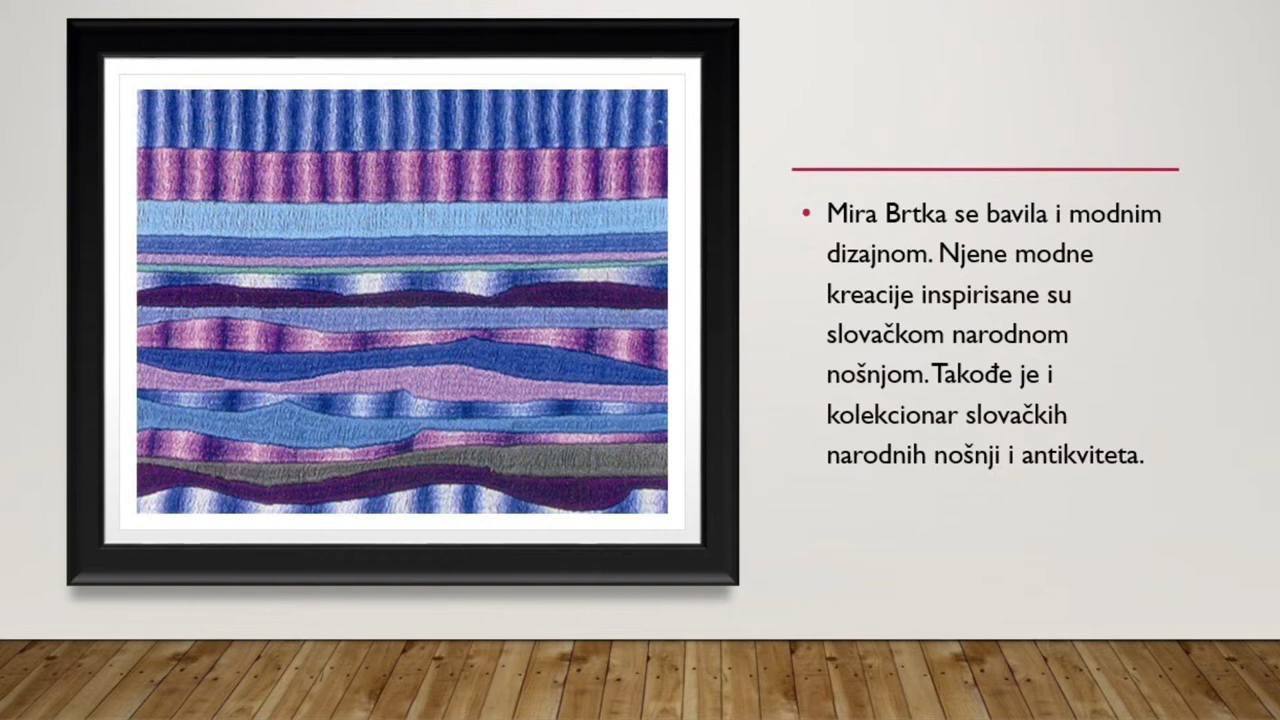 • Mira Brtka se bavila i modnim
dizajnom. Njene modne
kreacije inspirisane su
slovačkom narodnom
nošnjom. Takođe je i
kolekcionar slovačkih
narodnih nošnji i antikviteta.